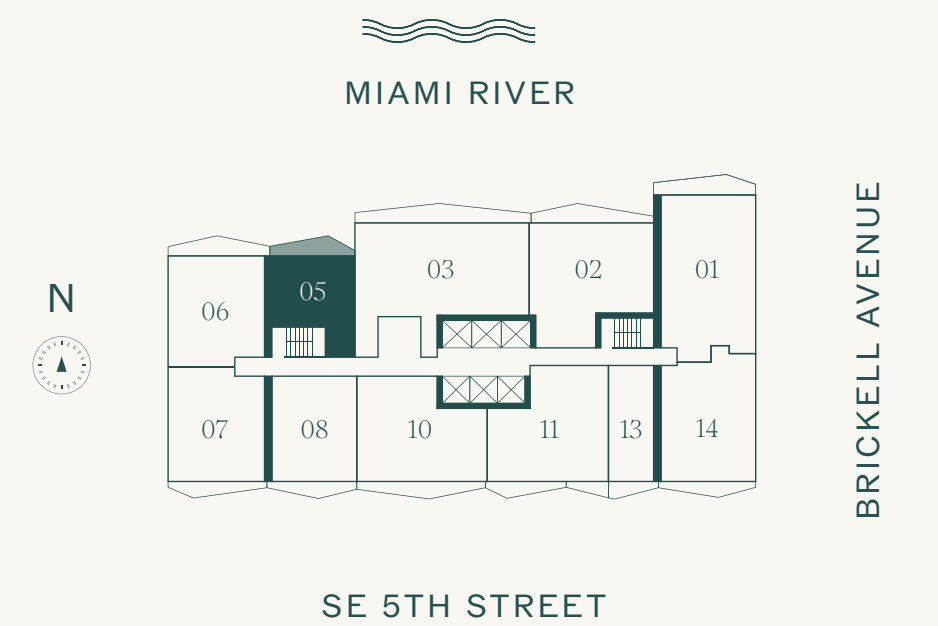 MIAMI RIVER
BRICKELL AVENUE
N
01
02
03
05
06
07
08
10
11
13
14
SE 5TH STREET